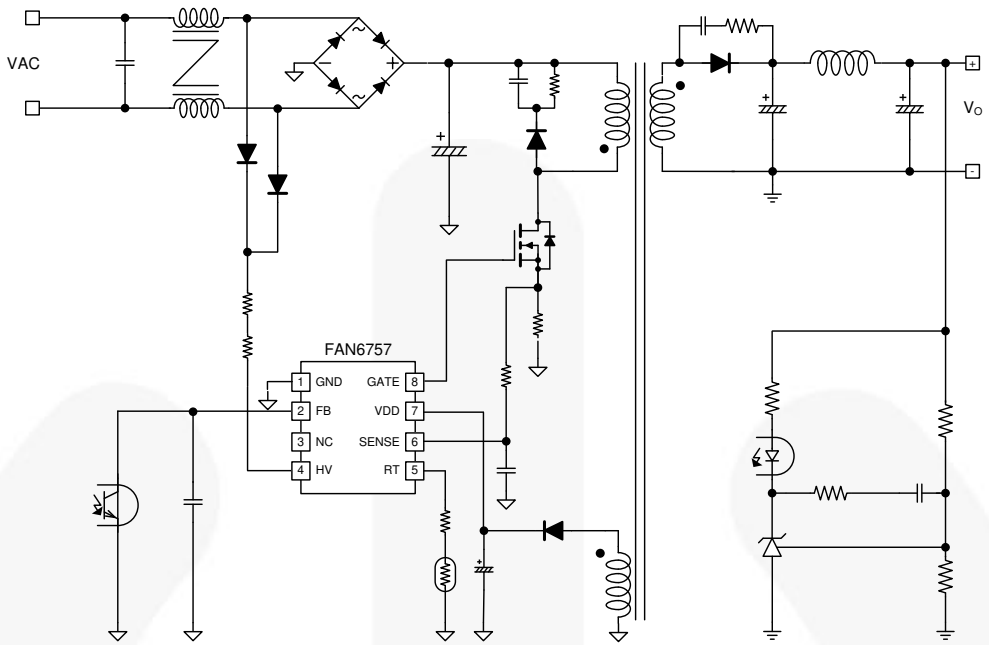 VAC
~
- +
~
+
+
+
+
VO
-
FAN6757
1 GND GATE 8
2 FB VDD 7
3 NC SENSE 6
4 HV RT 5
+